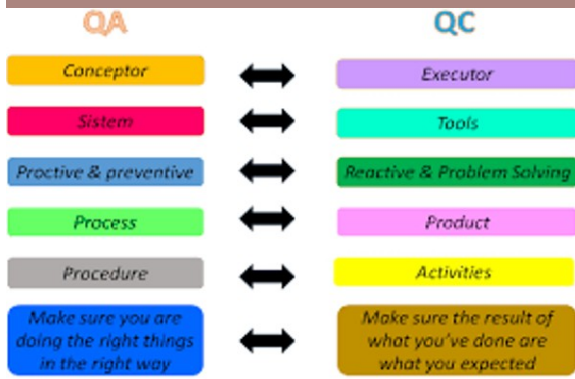 QA QC
Conceptor Executor
Sistem Tools
Proctive & preventive Reactive & Problem Solving
Process Product
Procedure Activities
Make sure you are Make sure the result of
doing the right things what you've done are
in the right way what you expected